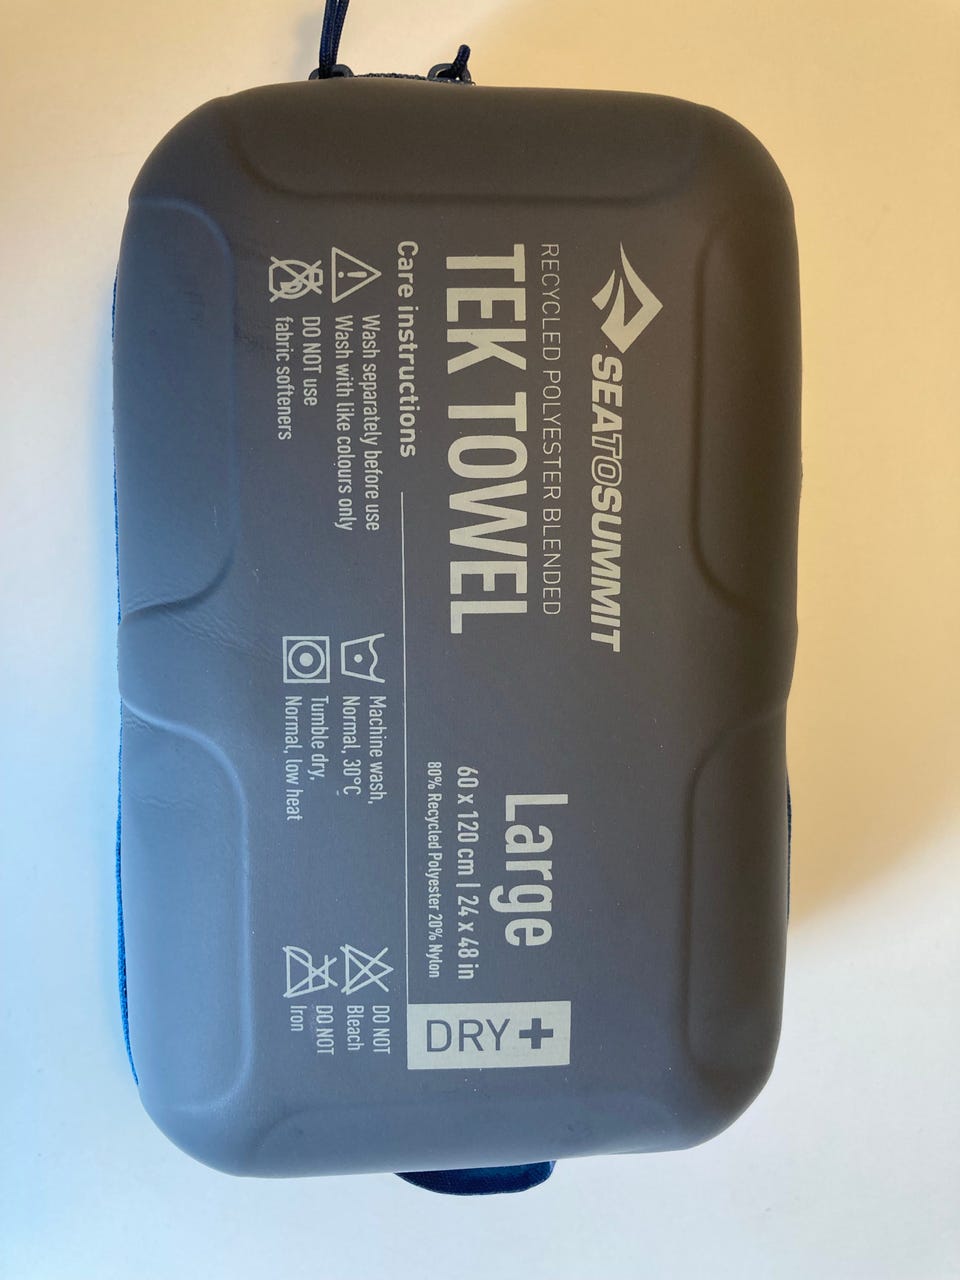 SEATOSUMMIT
RECYCLED POLYESTER BLENDED
TEK TOWEL
Large
60 x 120 cm | 24 x 48 in
80% Recycled Polyester 20% Nylon
DRY+
Care instructions
Wash separately before use
Wash with like colours only
DO NOT use
fabric softeners
Machine wash,
Normal, 30°C
Tumble dry,
Normal, low heat
DO NOT
Bleach
DO NOT
Iron